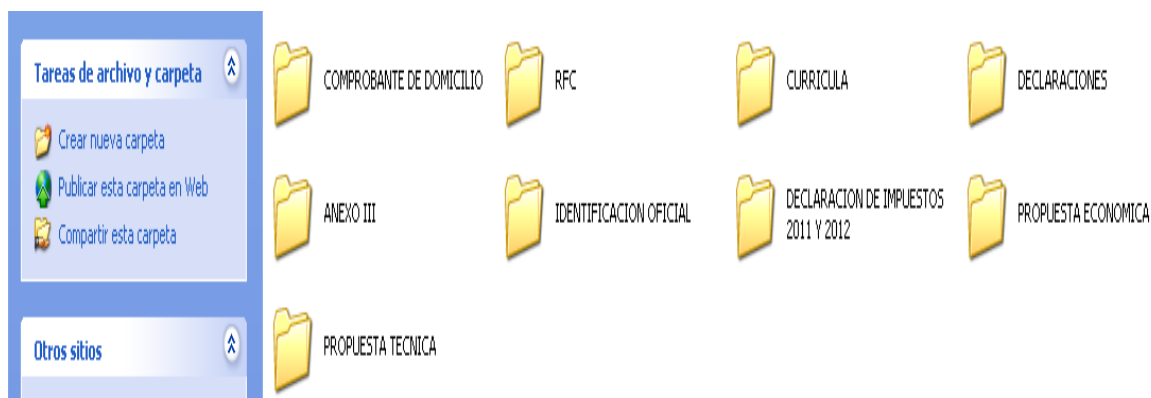 Tareas de archivo y carpeta
Crear nueva carpeta
Publicar esta carpeta en Web
Compartir esta carpeta
Otros sitios
COMPROBANTE DE DOMICILIO
RFC
CURRICULA
DECLARACIONES
ANEXO III
IDENTIFICACION OFICIAL
DECLARACION DE IMPUESTOS
2011 Y 2012
PROPUESTA ECONOMICA
PROPUESTA TECNICA